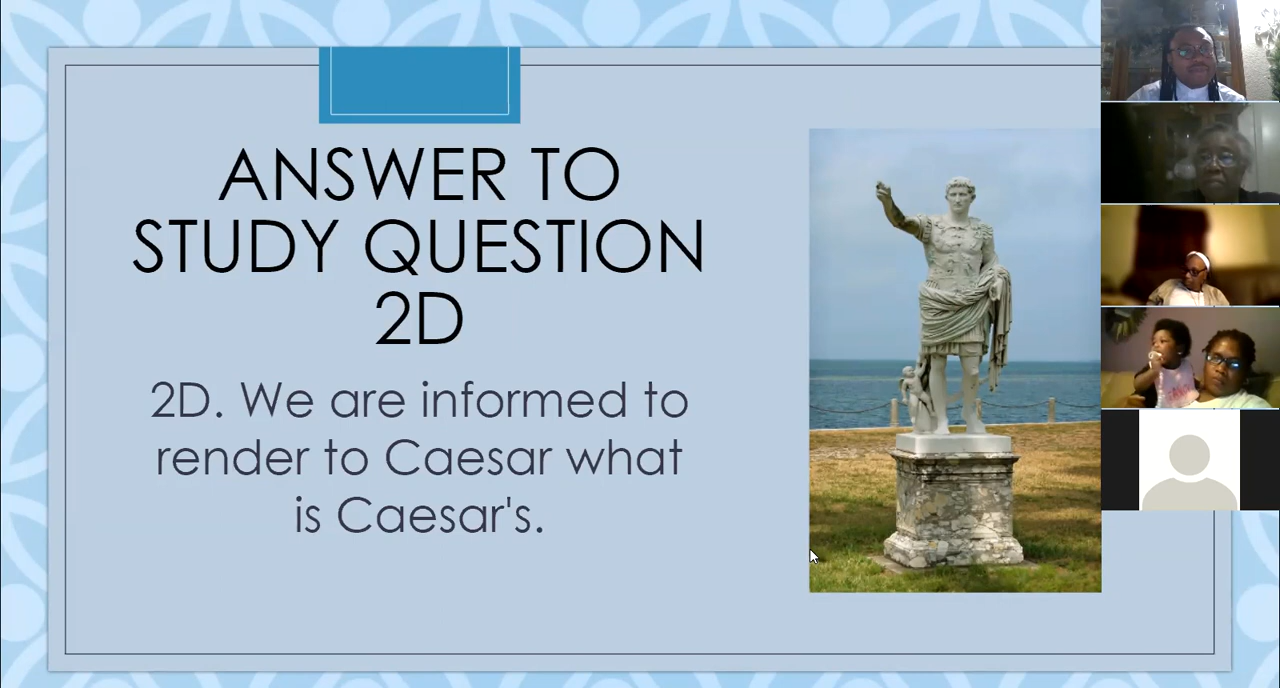 ANSWER TO
STUDY QUESTION
2D
2D. We are informed to
render to Caesar what
is Caesar's.